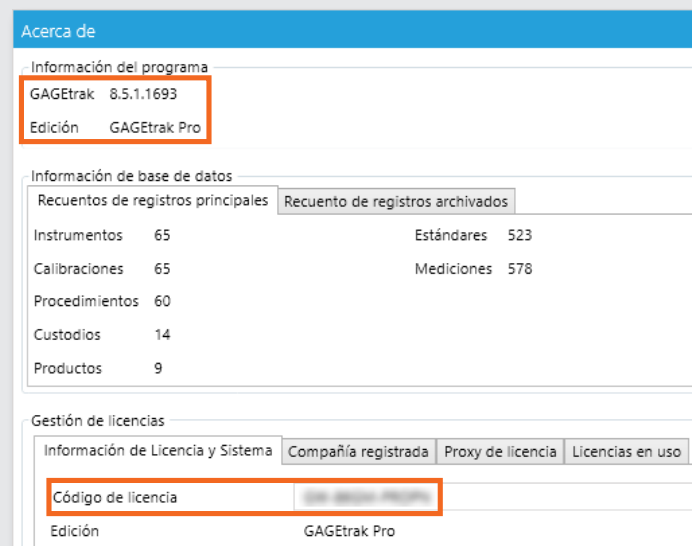 Acerca de
Información del programa
GAGEtrak 8.5.1.1693
Edición GAGEtrak Pro
Información de base de datos
Recuentos de registros principales Recuento de registros archivados
Instrumentos 65 Estándares 523
Calibraciones 65 Mediciones 578
Procedimientos 60
Custodios 14
Productos 9
Gestión de licencias
Información de Licencia y Sistema Compañía registrada Proxy de licencia Licencias en uso
Código de licencia
Edición GAGEtrak Pro